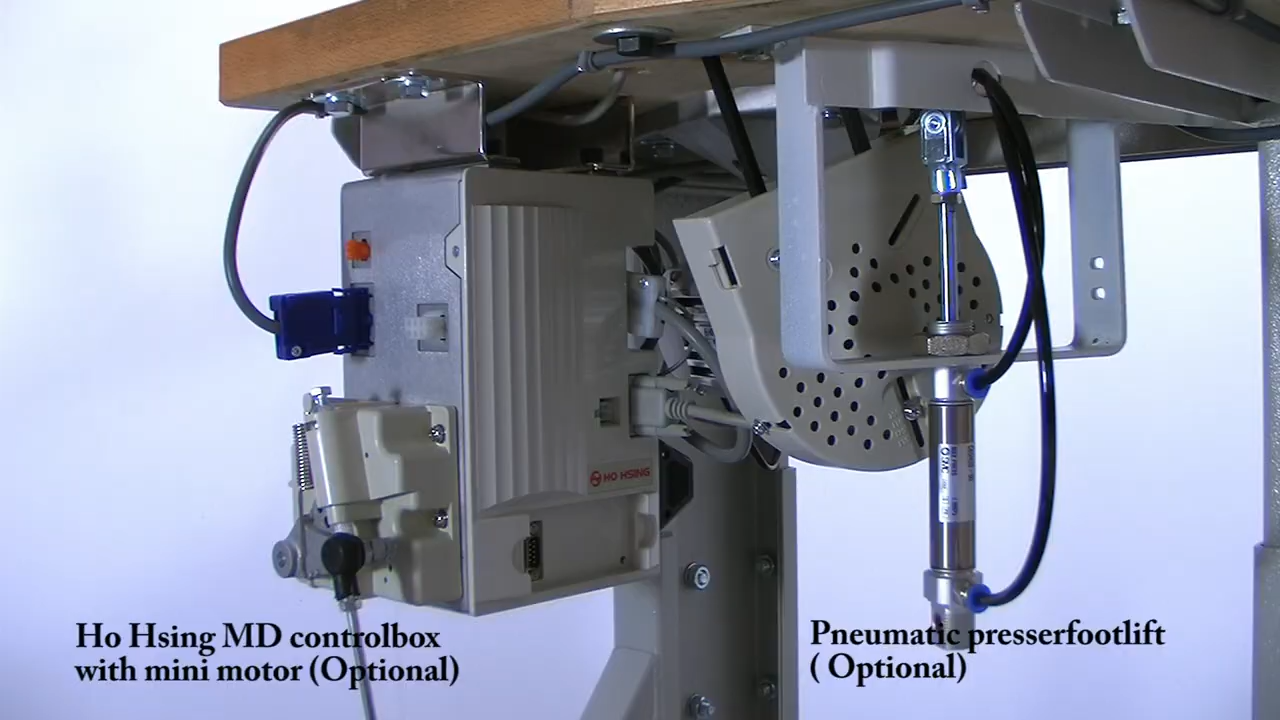 HO HSING
Ho Hsing MD controlbox
with mini motor (Optional)
Pneumatic presserfootlift
( Optional)